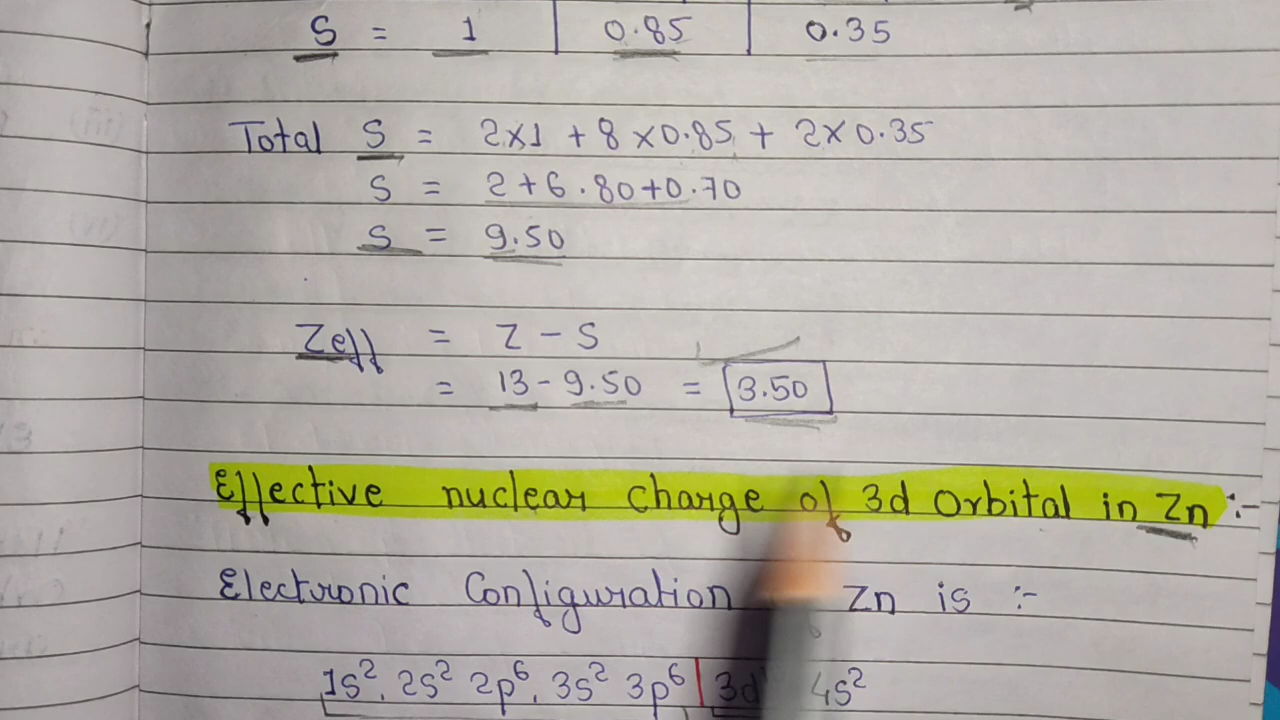 S = 1 | 0.85 | 0.35
Total S = 2×1 + 8×0.85 + 2×0.35
S = 2+6.80+0.70
S = 9.50
Zeff = Z - S
= 13-9.50 = 3.50
Effective nuclear charge of 3d Orbital in Zn :-
Electronic Configuration Zn is :-
1s², 2s² 2p⁶, 3s² 3p⁶ | 3d 4s²